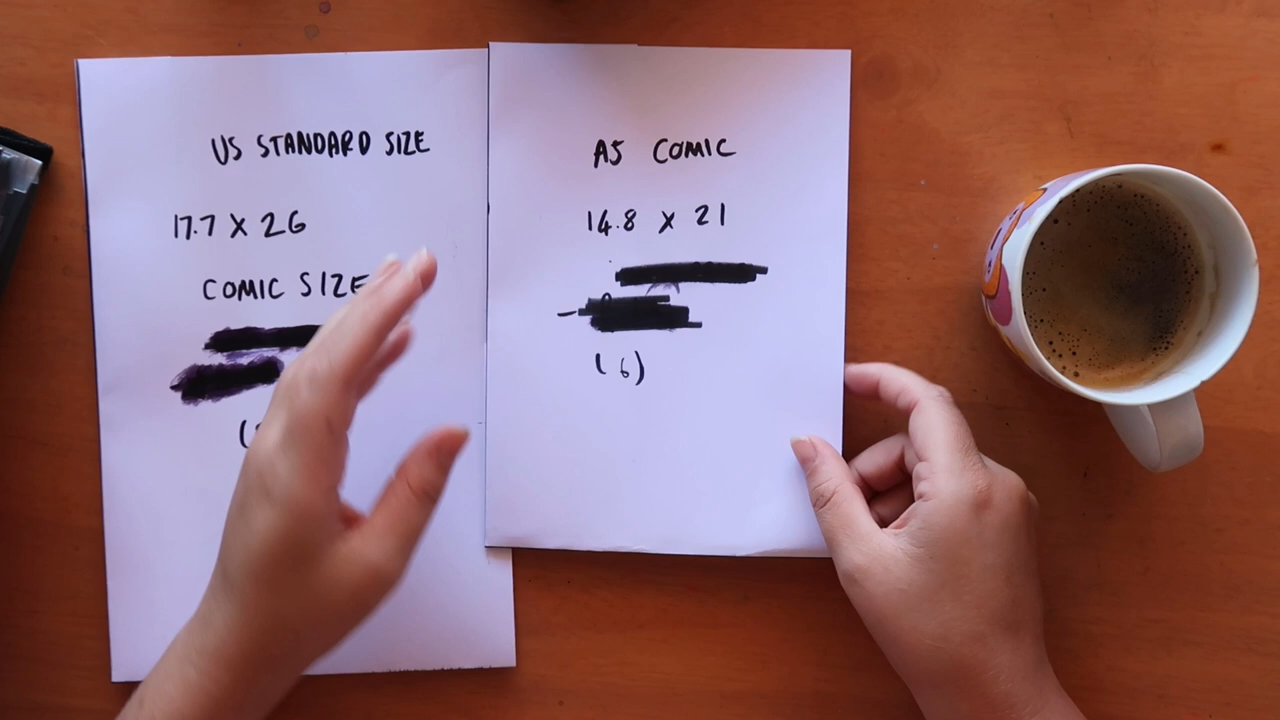 US STANDARD SIZE
17.7 X 26
COMIC SIZE
(
A5 COMIC
14.8 X 21
(6)